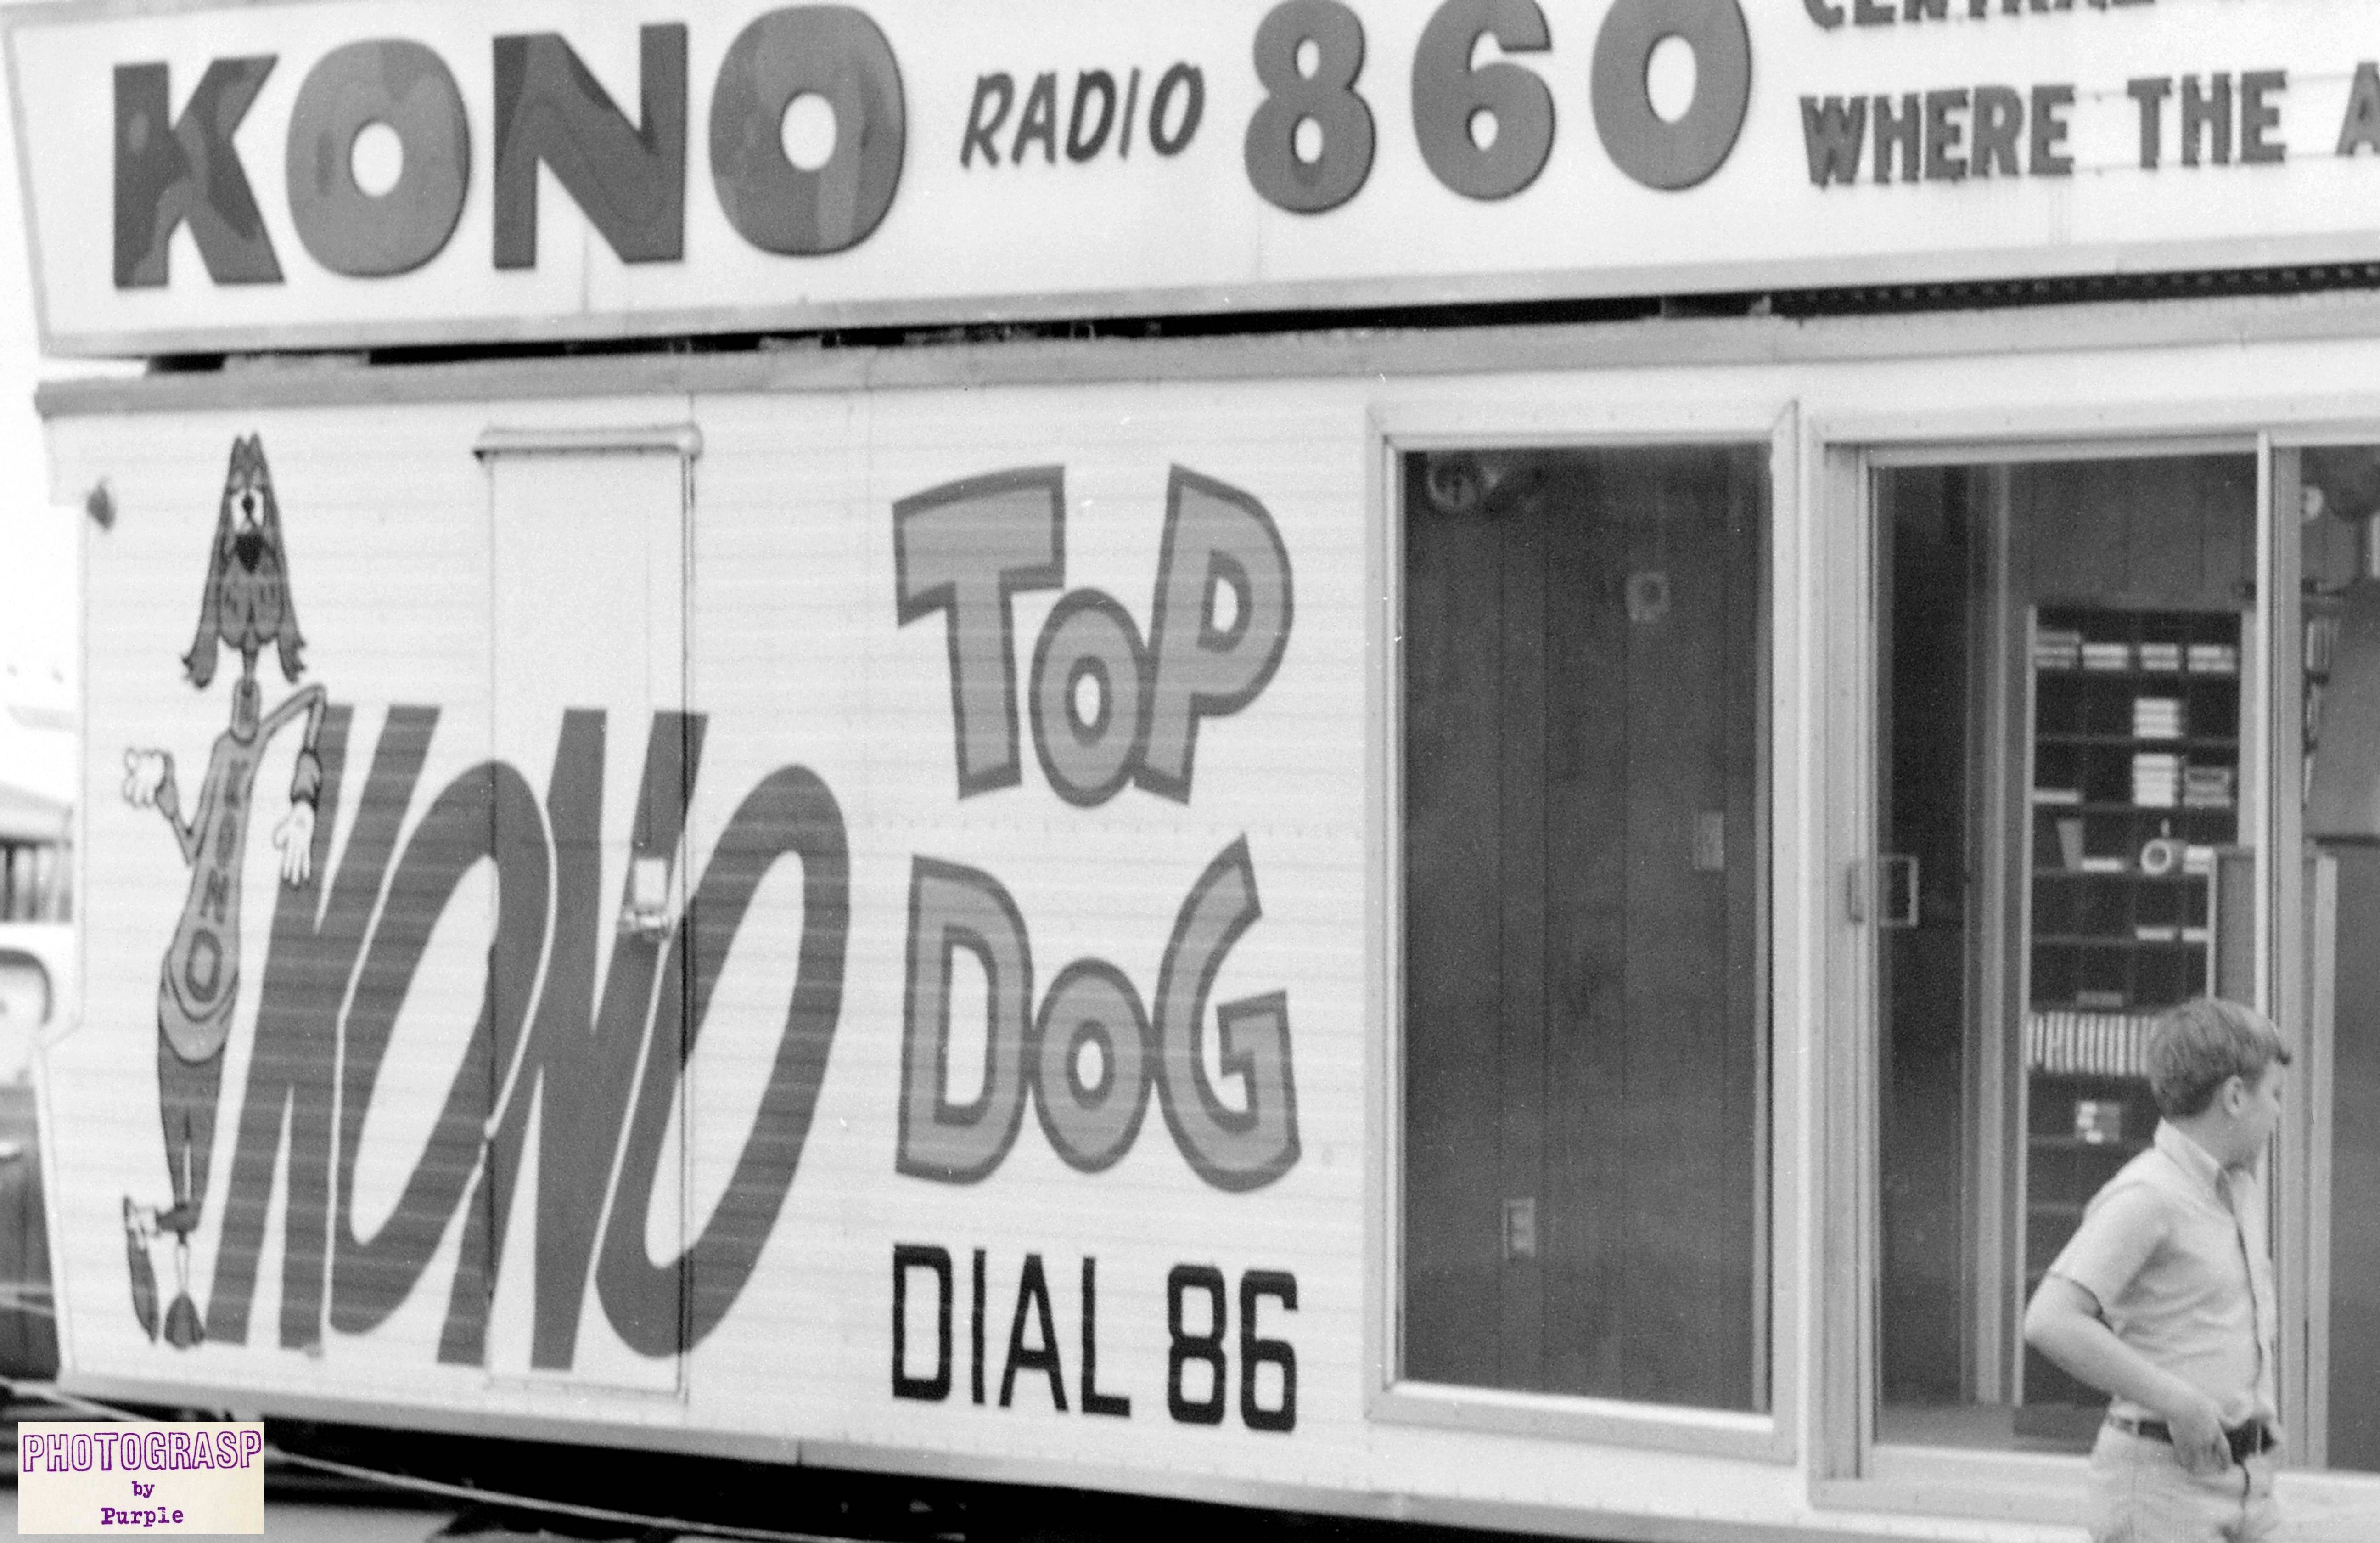 KONO RADIO 860
WHERE THE
KONO
KONO
TOP
DOG
DIAL 86
PHOTOGRASP
by
Purple